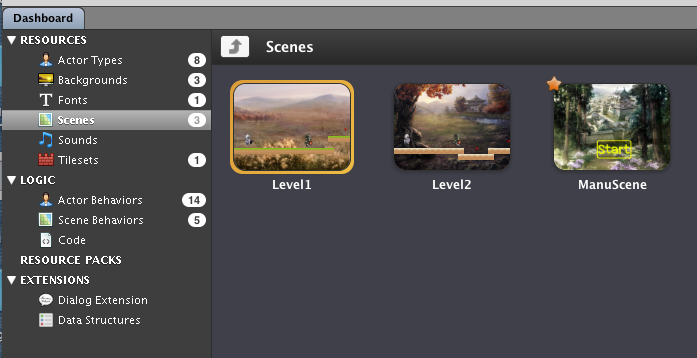 Dashboard
RESOURCES
Actor Types 8
Backgrounds 3
Fonts 1
Scenes 3
Sounds
Tilesets 1
LOGIC
Actor Behaviors 14
Scene Behaviors 5
Code
RESOURCE PACKS
EXTENSIONS
Dialog Extension
Data Structures
Scenes
Start
Level1 Level2 ManuScene